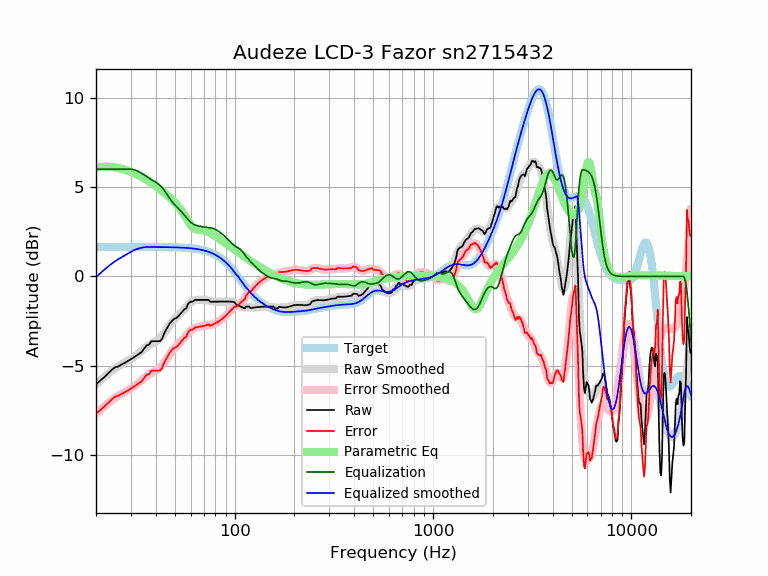 Audeze LCD-3 Fazor sn2715432
10
5
0
−5
−10
Amplitude (dBr)
Target
Raw Smoothed
Error Smoothed
Raw
Error
Parametric Eq
Equalization
Equalized smoothed
100
1000
10000
Frequency (Hz)